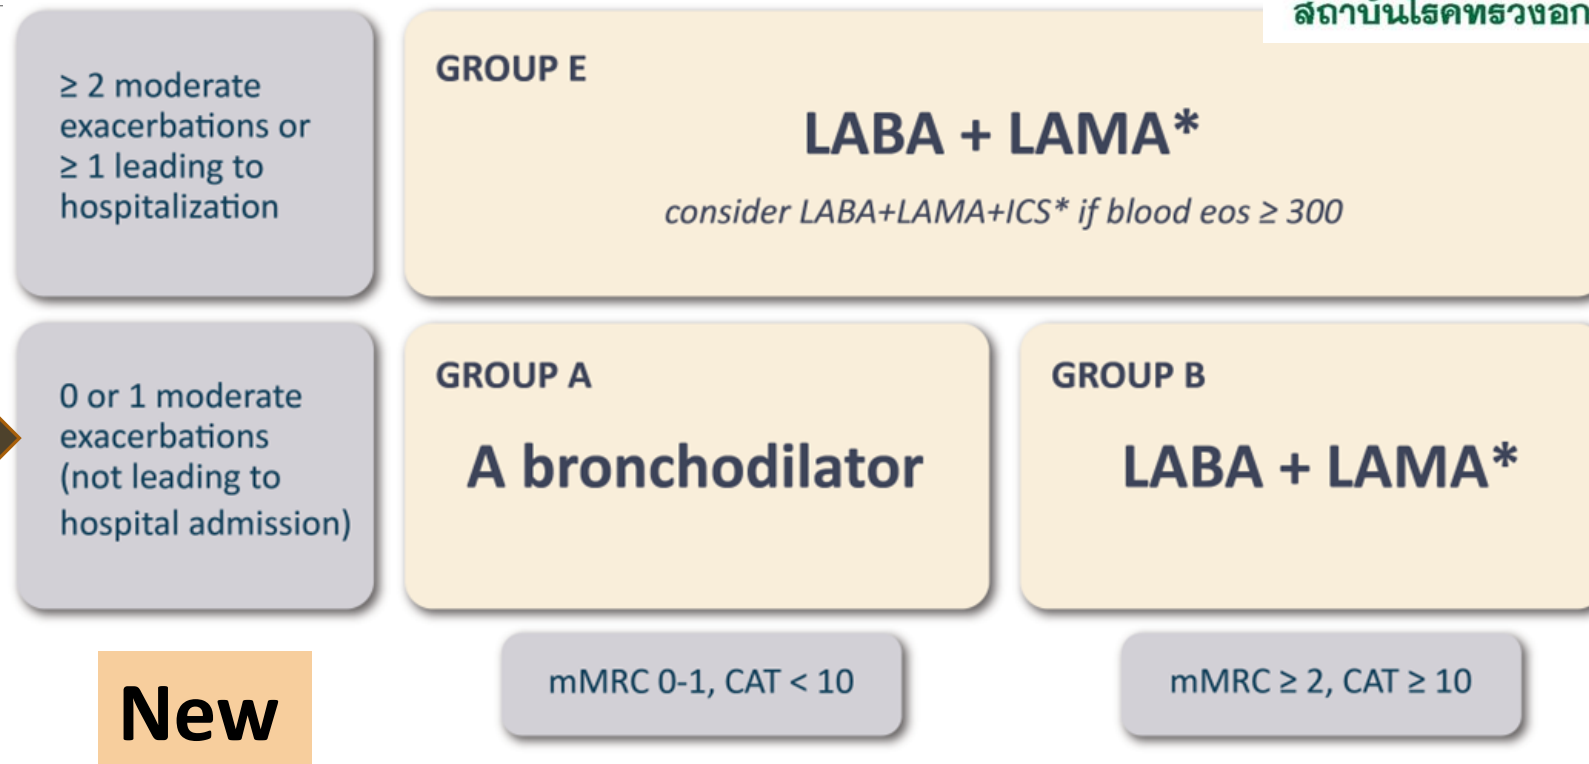 สถาบันโรคทรวงอก
≥ 2 moderate
exacerbations or
≥ 1 leading to
hospitalization
GROUP E
LABA + LAMA*
consider LABA+LAMA+ICS* if blood eos ≥ 300
0 or 1 moderate
exacerbations
(not leading to
hospital admission)
GROUP A
A bronchodilator
GROUP B
LABA + LAMA*
mMRC 0-1, CAT < 10
mMRC ≥ 2, CAT ≥ 10
New